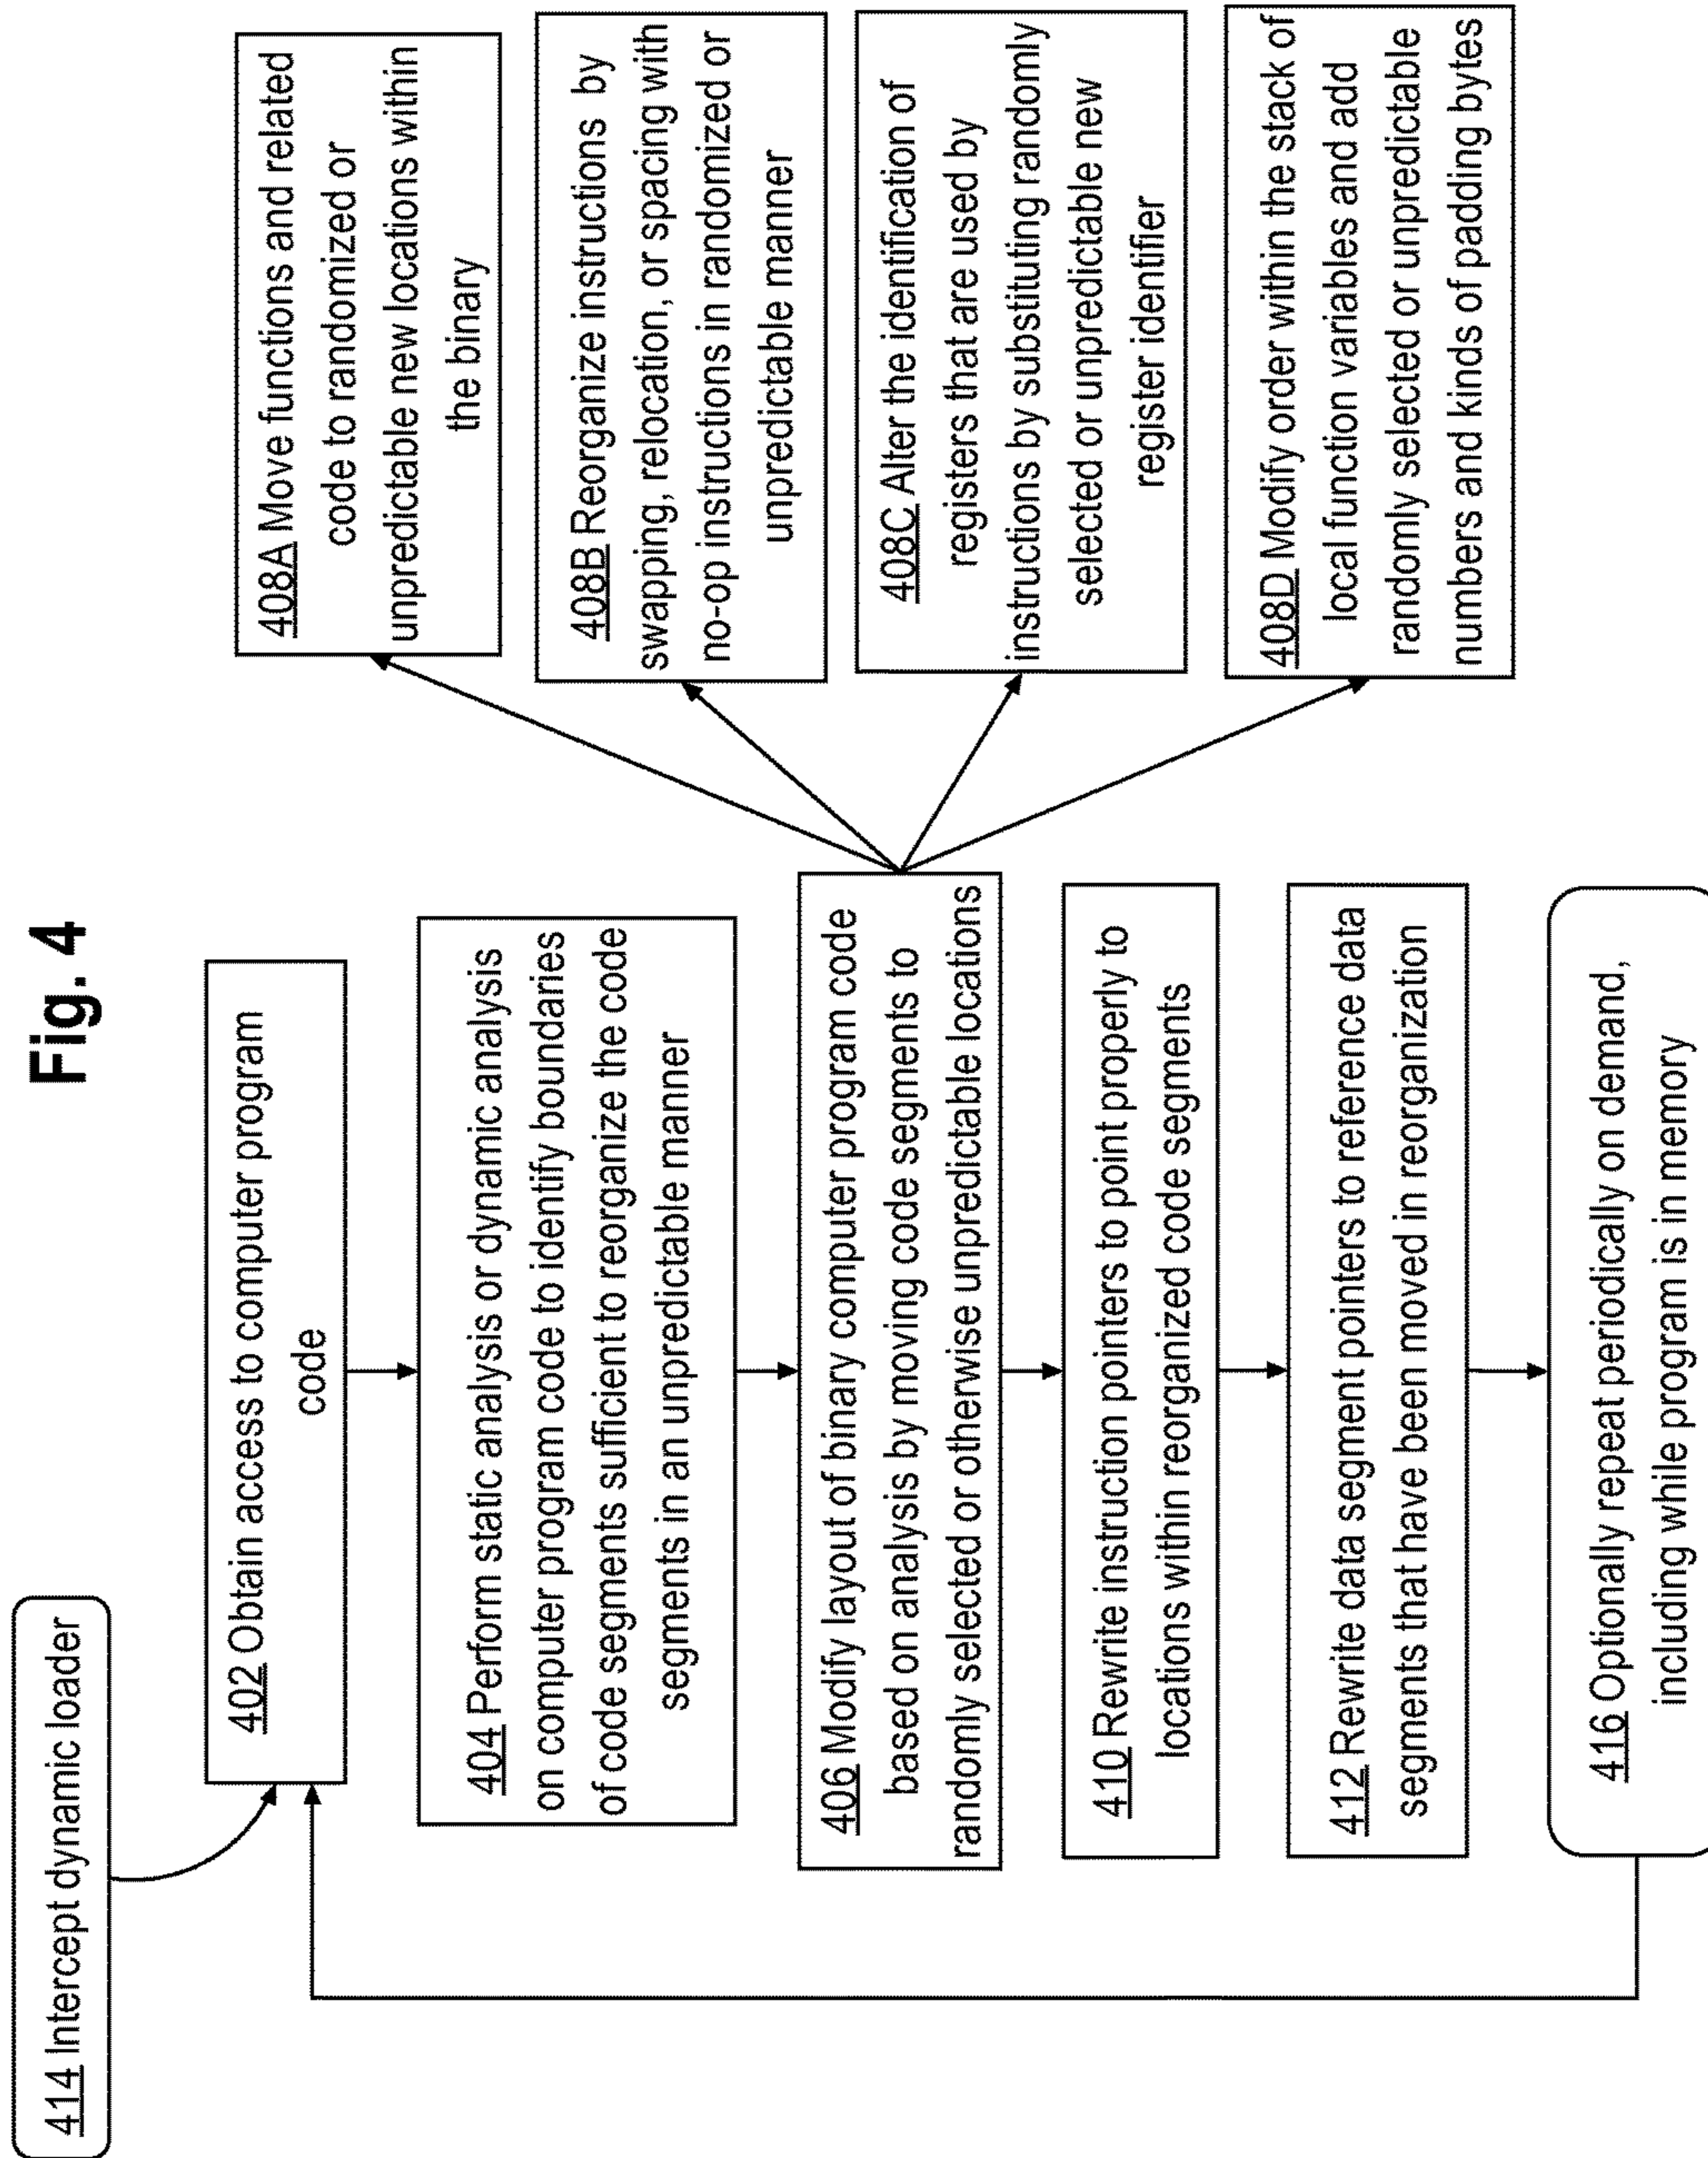 Fig. 4
414 Intercept dynamic loader
402 Obtain access to computer program
code
404 Perform static analysis or dynamic analysis
on computer program code to identify boundaries
of code segments sufficient to reorganize the code
segments in an unpredictable manner
406 Modify layout of binary computer program code
based on analysis by moving code segments to
randomly selected or otherwise unpredictable locations
408A Move functions and related
code to randomized or
unpredictable new locations within
the binary
408B Reorganize instructions by
swapping, relocation, or spacing with
no-op instructions in randomized or
unpredictable manner
408C Alter the identification of
registers that are used by
instructions by substituting randomly
selected or unpredictable new
register identifier
408D Modify order within the stack of
local function variables and add
randomly selected or unpredictable
numbers and kinds of padding bytes
410 Rewrite instruction pointers to point properly to
locations within reorganized code segments
412 Rewrite data segment pointers to reference data
segments that have been moved in reorganization
416 Optionally repeat periodically on demand,
including while program is in memory